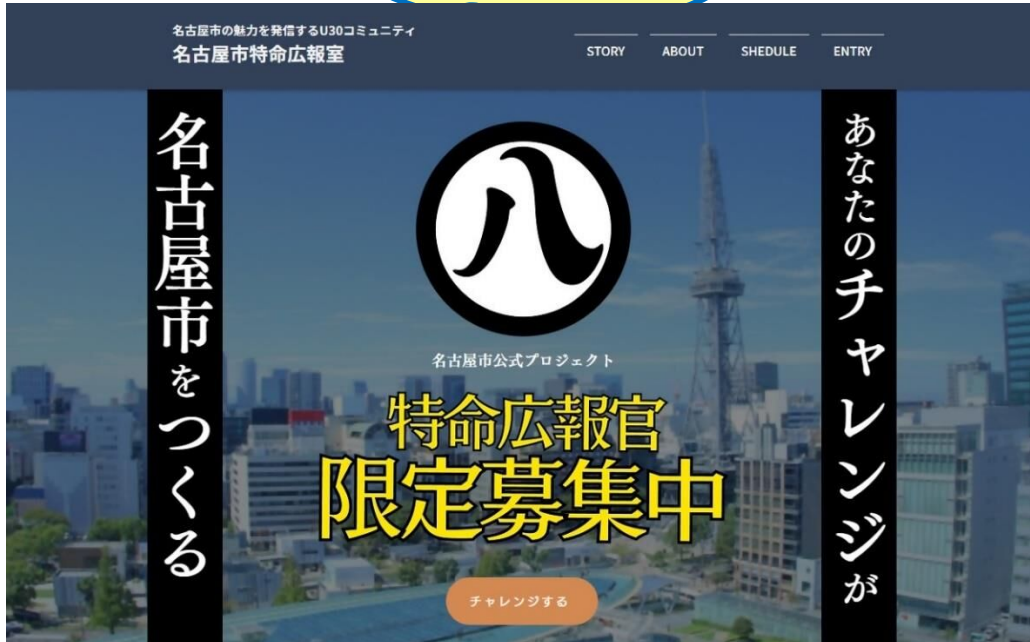 名古屋市の魅力を発信するU30コミュニティ
名古屋市特命広報室
STORY
ABOUT
SHEDULE
ENTRY
あなたのチャレンジが
名古屋市をつくる
八
名古屋市公式プロジェクト
特命広報官
限定募集中
チャレンジする